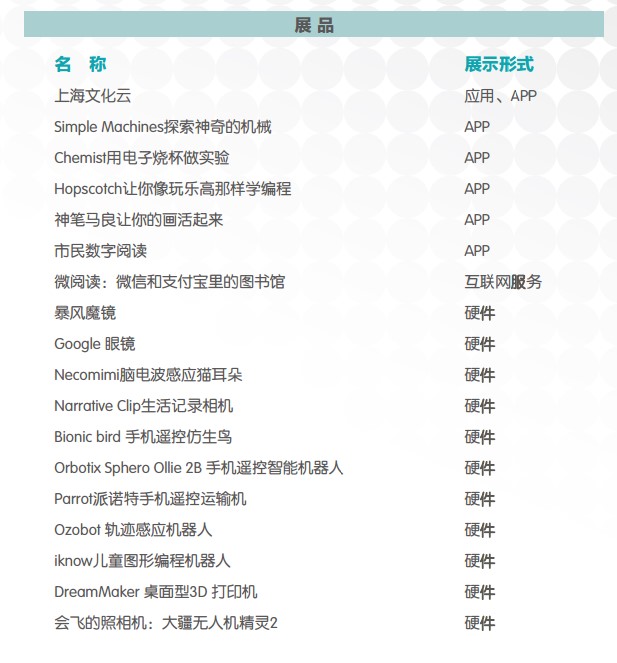 展 品
名 称 展示形式
上海文化云 应用、APP
Simple Machines探索神奇的机械 APP
Chemist用电子烧杯做实验 APP
Hopscotch让你像玩乐高那样学编程 APP
神笔马良让你的画活起来 APP
市民数字阅读 APP
微阅读：微信和支付宝里的图书馆 互联网服务
暴风魔镜 硬件
Google 眼镜 硬件
Necomimi脑电波感应猫耳朵 硬件
Narrative Clip生活记录相机 硬件
Bionic bird 手机遥控仿生鸟 硬件
Orbotix Sphero Ollie 2B 手机遥控智能机器人 硬件
Parrot派诺特手机遥控运输机 硬件
Ozobot 轨迹感应机器人 硬件
iknow儿童图形编程机器人 硬件
DreamMaker 桌面型3D 打印机 硬件
会飞的照相机：大疆无人机精灵2 硬件